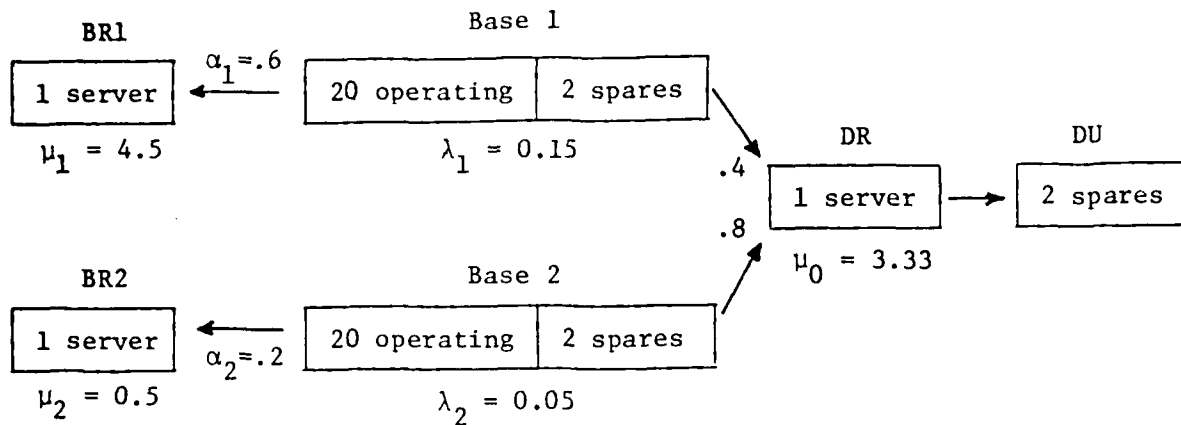 Base 1
BR1
α1=.6
1 server
20 operating
2 spares
μ1 = 4.5
λ1 = 0.15
DR
DU
.4
1 server
2 spares
.8
μ0 = 3.33
BR2
Base 2
1 server
20 operating
2 spares
α2=.2
μ2 = 0.5
λ2 = 0.05